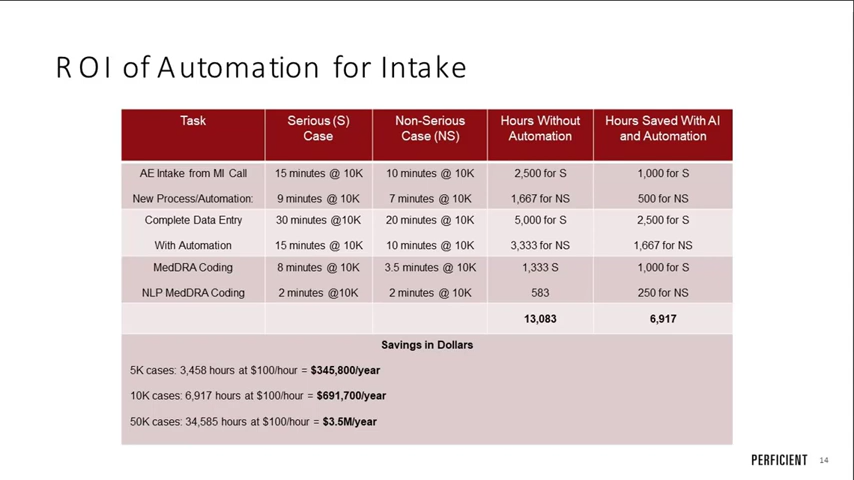 ROI of Automation for Intake
Task Serious (S) Case Non-Serious Case (NS) Hours Without Automation Hours Saved With AI and Automation
AE Intake from MI Call 15 minutes @ 10K 10 minutes @ 10K 2,500 for S 1,000 for S
New Process/Automation: 9 minutes @ 10K 7 minutes @ 10K 1,667 for NS 500 for NS
Complete Data Entry 30 minutes @10K 20 minutes @ 10K 5,000 for S 2,500 for S
With Automation 15 minutes @ 10K 10 minutes @ 10K 3,333 for NS 1,667 for NS
MedDRA Coding 8 minutes @ 10K 3.5 minutes @ 10K 1,333 S 1,000 for S
NLP MedDRA Coding 2 minutes @10K 2 minutes @ 10K 583 250 for NS
13,083 6,917
Savings in Dollars
5K cases: 3,458 hours at $100/hour = $345,800/year
10K cases: 6,917 hours at $100/hour = $691,700/year
50K cases: 34,585 hours at $100/hour = $3.5M/year
PERFICIENT 14